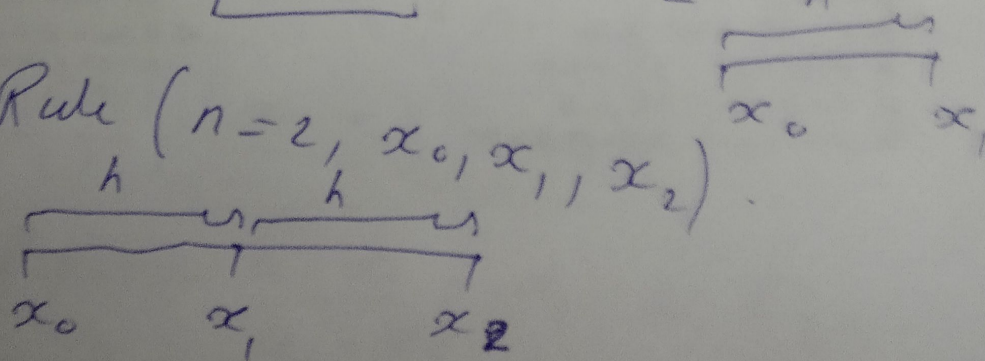 x₀ x₁
Rule (n=2, x₀, x₁, x₂).
h h
x₀ x₁ x₂